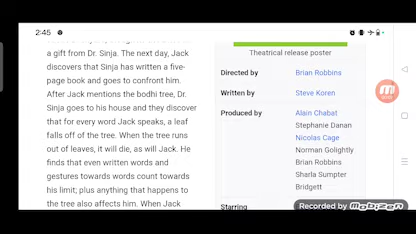 2:45
a gift from Dr. Sinja. The next day, Jack
discovers that Sinja has written a five-
page book and goes to confront him.
After Jack mentions the bodhi tree, Dr.
Sinja goes to his house and they discover
that for every word Jack speaks, a leaf
falls off of the tree. When the tree runs
out of leaves, it will die, as will Jack. He
finds that even written words and
gestures towards words count towards
his limit; plus anything that happens to
the tree also affects him. When Jack
Theatrical release poster
Directed by Brian Robbins
Written by Steve Koren
Produced by Alain Chabat
Stephanie Danan
Nicolas Cage
Norman Golightly
Brian Robbins
Sharla Sumpter
Bridgett
Starring
Recorded by Mobizen